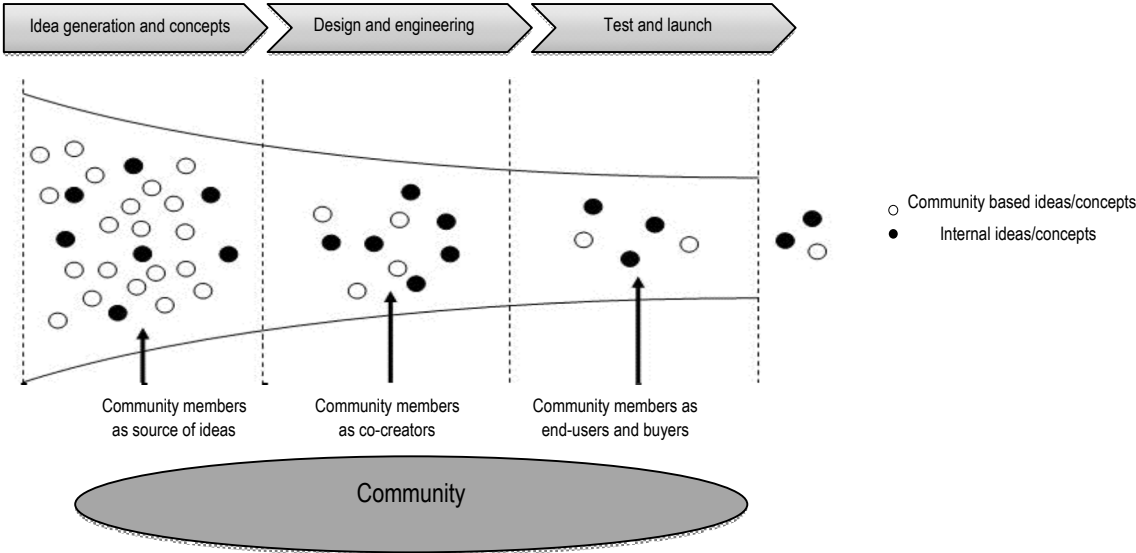 Idea generation and concepts
Design and engineering
Test and launch
Community based ideas/concepts
Internal ideas/concepts
Community members
as source of ideas
Community members
as co-creators
Community members as
end-users and buyers
Community